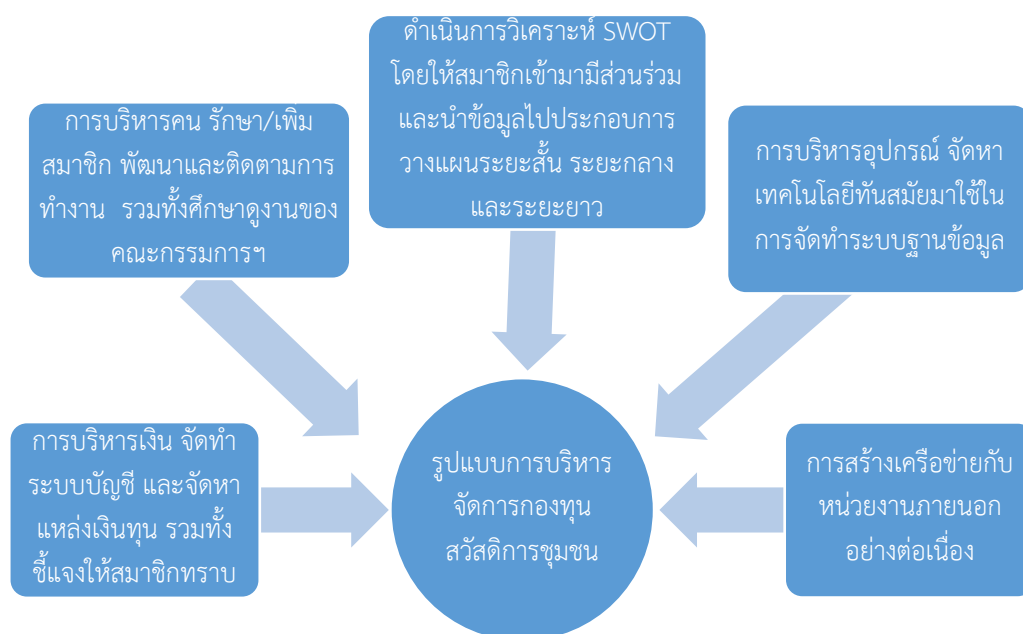 ดำเนินการวิเคราะห์ SWOT
โดยให้สมาชิกเข้ามามีส่วนร่วม
และนำข้อมูลไปประกอบการ
วางแผนระยะสั้น ระยะกลาง
และระยะยาว
การบริหารคน รักษา/เพิ่ม
สมาชิก พัฒนาและติดตามการ
ทำงาน รวมทั้งศึกษาดูงานของ
คณะกรรมการฯ
การบริหารอุปกรณ์ จัดหา
เทคโนโลยีทันสมัยมาใช้ใน
การจัดทำระบบฐานข้อมูล
การบริหารเงิน จัดทำ
ระบบบัญชี และจัดหา
แหล่งเงินทุน รวมทั้ง
ชี้แจงให้สมาชิกทราบ
รูปแบบการบริหาร
จัดการกองทุน
สวัสดิการชุมชน
การสร้างเครือข่ายกับ
หน่วยงานภายนอก
อย่างต่อเนื่อง